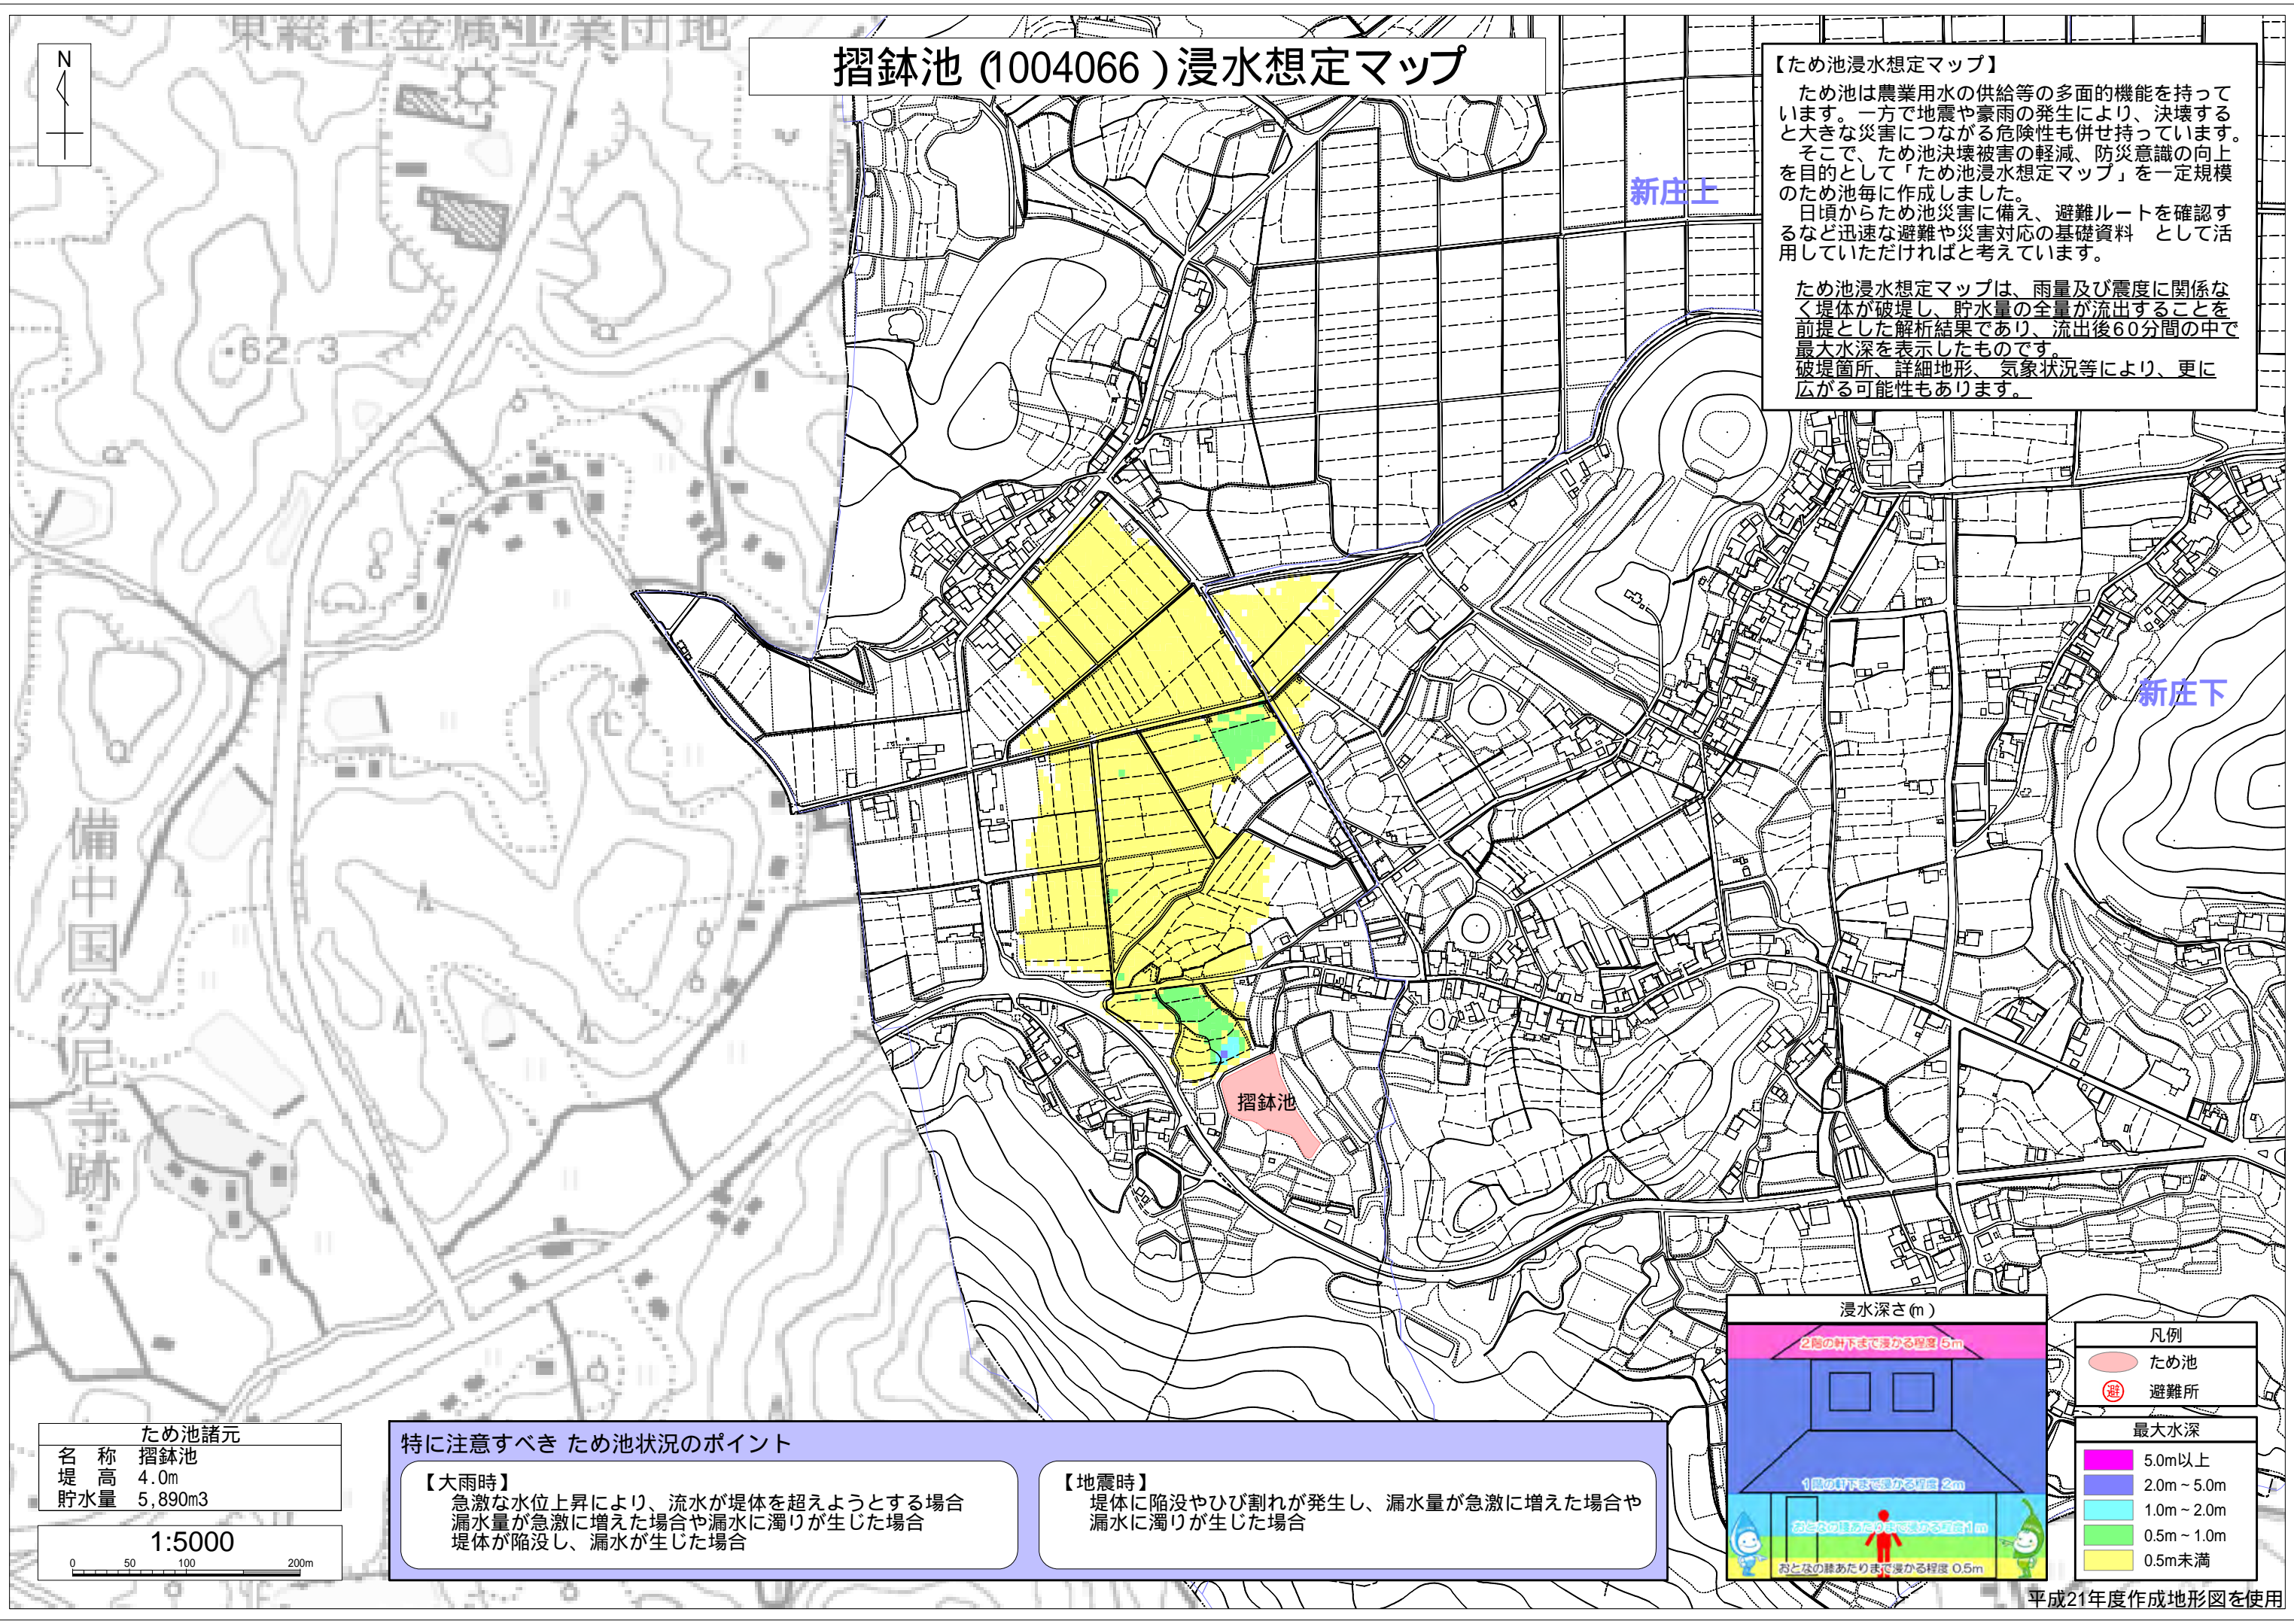 東総社金属工業団地
N
摺鉢池 (1004066 ) 浸水想定マップ
【ため池浸水想定マップ】
ため池は農業用水の供給等の多面的機能を持って
います。一方で地震や豪雨の発生により、決壊する
と大きな災害につながる危険性も併せ持っています。
そこで、ため池決壊被害の軽減、防災意識の向上
を目的として「ため池浸水想定マップ」を一定規模
のため池毎に作成しました。
日頃からため池災害に備え、避難ルートを確認す
るなど迅速な避難や災害対応の基礎資料　として活
用していただければと考えています。
ため池浸水想定マップは、雨量及び震度に関係な
く堤体が破堤し、貯水量の全量が流出することを
前提とした解析結果であり、流出後60分間の中で
最大水深を表示したものです。
破堤箇所、詳細地形、 気象状況等により、更に
広がる可能性もあります。
新庄上
62.3
新庄下
備中国分尼寺跡
摺鉢池
ため池諸元
名　称　摺鉢池
堤　高　4.0m
貯水量　5,890m3
1:5000
0 50 100 200m
特に注意すべき ため池状況のポイント
【大雨時】
急激な水位上昇により、流水が堤体を超えようとする場合
漏水量が急激に増えた場合や漏水に濁りが生じた場合
堤体が陥没し、漏水が生じた場合
【地震時】
堤体に陥没やひび割れが発生し、漏水量が急激に増えた場合や
漏水に濁りが生じた場合
浸水深さ(m )
2階の軒下まで浸かる程度 5m
1階の軒下まで浸かる程度 2m
おとなの腰あたりまで浸かる程度 1m
おとなの膝あたりまで浸かる程度 0.5m
凡例
ため池
避 避難所
最大水深
5.0m以上
2.0m ~ 5.0m
1.0m ~ 2.0m
0.5m ~ 1.0m
0.5m未満
平成21年度作成地形図を使用